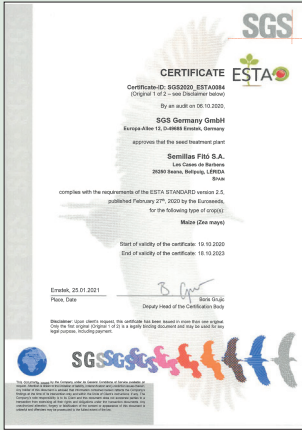 SGS
CERTIFICATE
ESTA
Certificate-ID: SGS2020_ESTA0084
(Original 1 of 2 – see Disclaimer below)
By an audit on 06.10.2020,
SGS Germany GmbH
Europa-Allee 12, D-49685 Emstek, Germany
approves that the seed treatment plant
Semillas Fitó S.A.
Les Cases de Barbens
25260 Seana, Bellpuig, LÉRIDA
SPAIN
complies with the requirements of the ESTA STANDARD version 2.5,
published February 27th, 2020 by the Euroseeds,
for the following type of crop(s):
Maize (Zea mays)
Start of validity of the certificate: 19.10.2020
End of validity of the certificate: 18.10.2023
Emstek, 25.01.2021
Place, Date
Boris Grujic
Deputy Head of the Certification Body
Disclaimer: Upon client's request, this certificate has been issued in more than one original.
Only the first original (Original 1 of 2) is a legally binding document and may be used for any
legal purpose, including payment.
SGSSGSGS